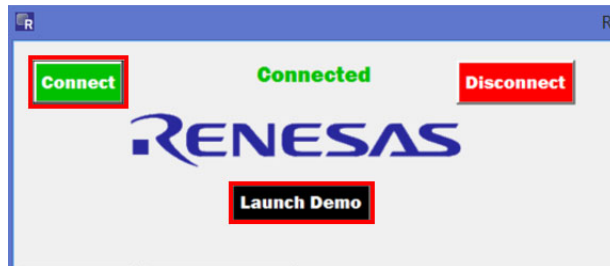 R
R
Connect
Connected
Disconnect
RENESAS
Launch Demo